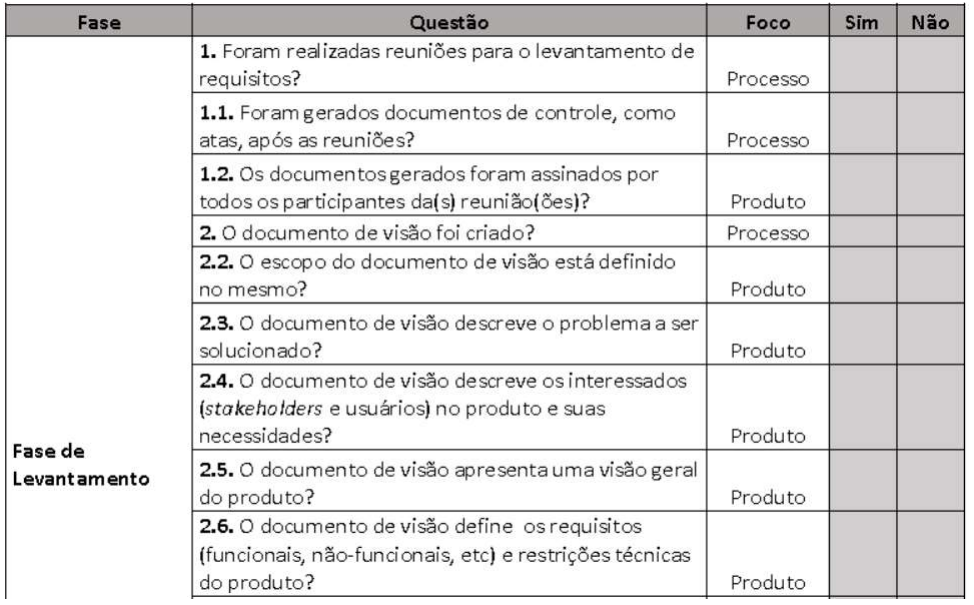 Fase Questão Foco Sim Não
1. Foram realizadas reuniões para o levantamento de
requisitos? Processo
1.1. Foram gerados documentos de controle, como
atas, após as reuniões? Processo
1.2. Os documentos gerados foram assinados por
todos os participantes da(s) reunião(ões)? Produto
2. O documento de visão foi criado? Processo
2.2. O escopo do documento de visão está definido
no mesmo? Produto
2.3. O documento de visão descreve o problema a ser
solucionado? Produto
2.4. O documento de visão descreve os interessados
(stakeholders e usuários) no produto e suas
necessidades? Produto
Fase de
Levantamento
2.5. O documento de visão apresenta uma visão geral
do produto? Produto
2.6. O documento de visão define os requisitos
(funcionais, não-funcionais, etc) e restrições técnicas
do produto? Produto